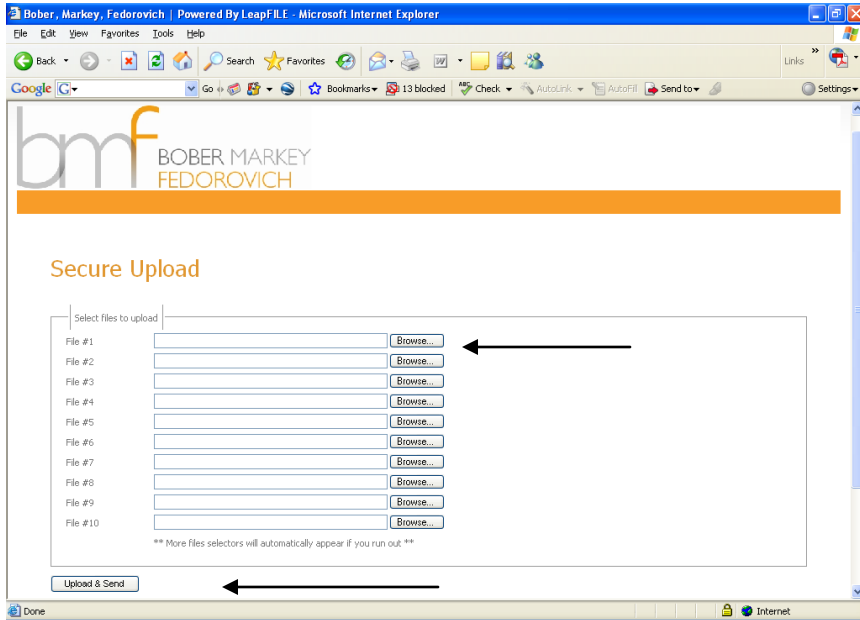 Bober, Markey, Fedorovich | Powered By LeapFILE - Microsoft Internet Explorer
File Edit View Favorites Tools Help
Back Search Favorites W Links
Google G Go Bookmarks 13 blocked ABC Check AutoLink AutoFill Send to Settings
bmf BOBER MARKEY
FEDOROVICH
Secure Upload
Select files to upload
File #1 Browse...
File #2 Browse...
File #3 Browse...
File #4 Browse...
File #5 Browse...
File #6 Browse...
File #7 Browse...
File #8 Browse...
File #9 Browse...
File #10 Browse...
** More files selectors will automatically appear if you run out **
Upload & Send
Done Internet